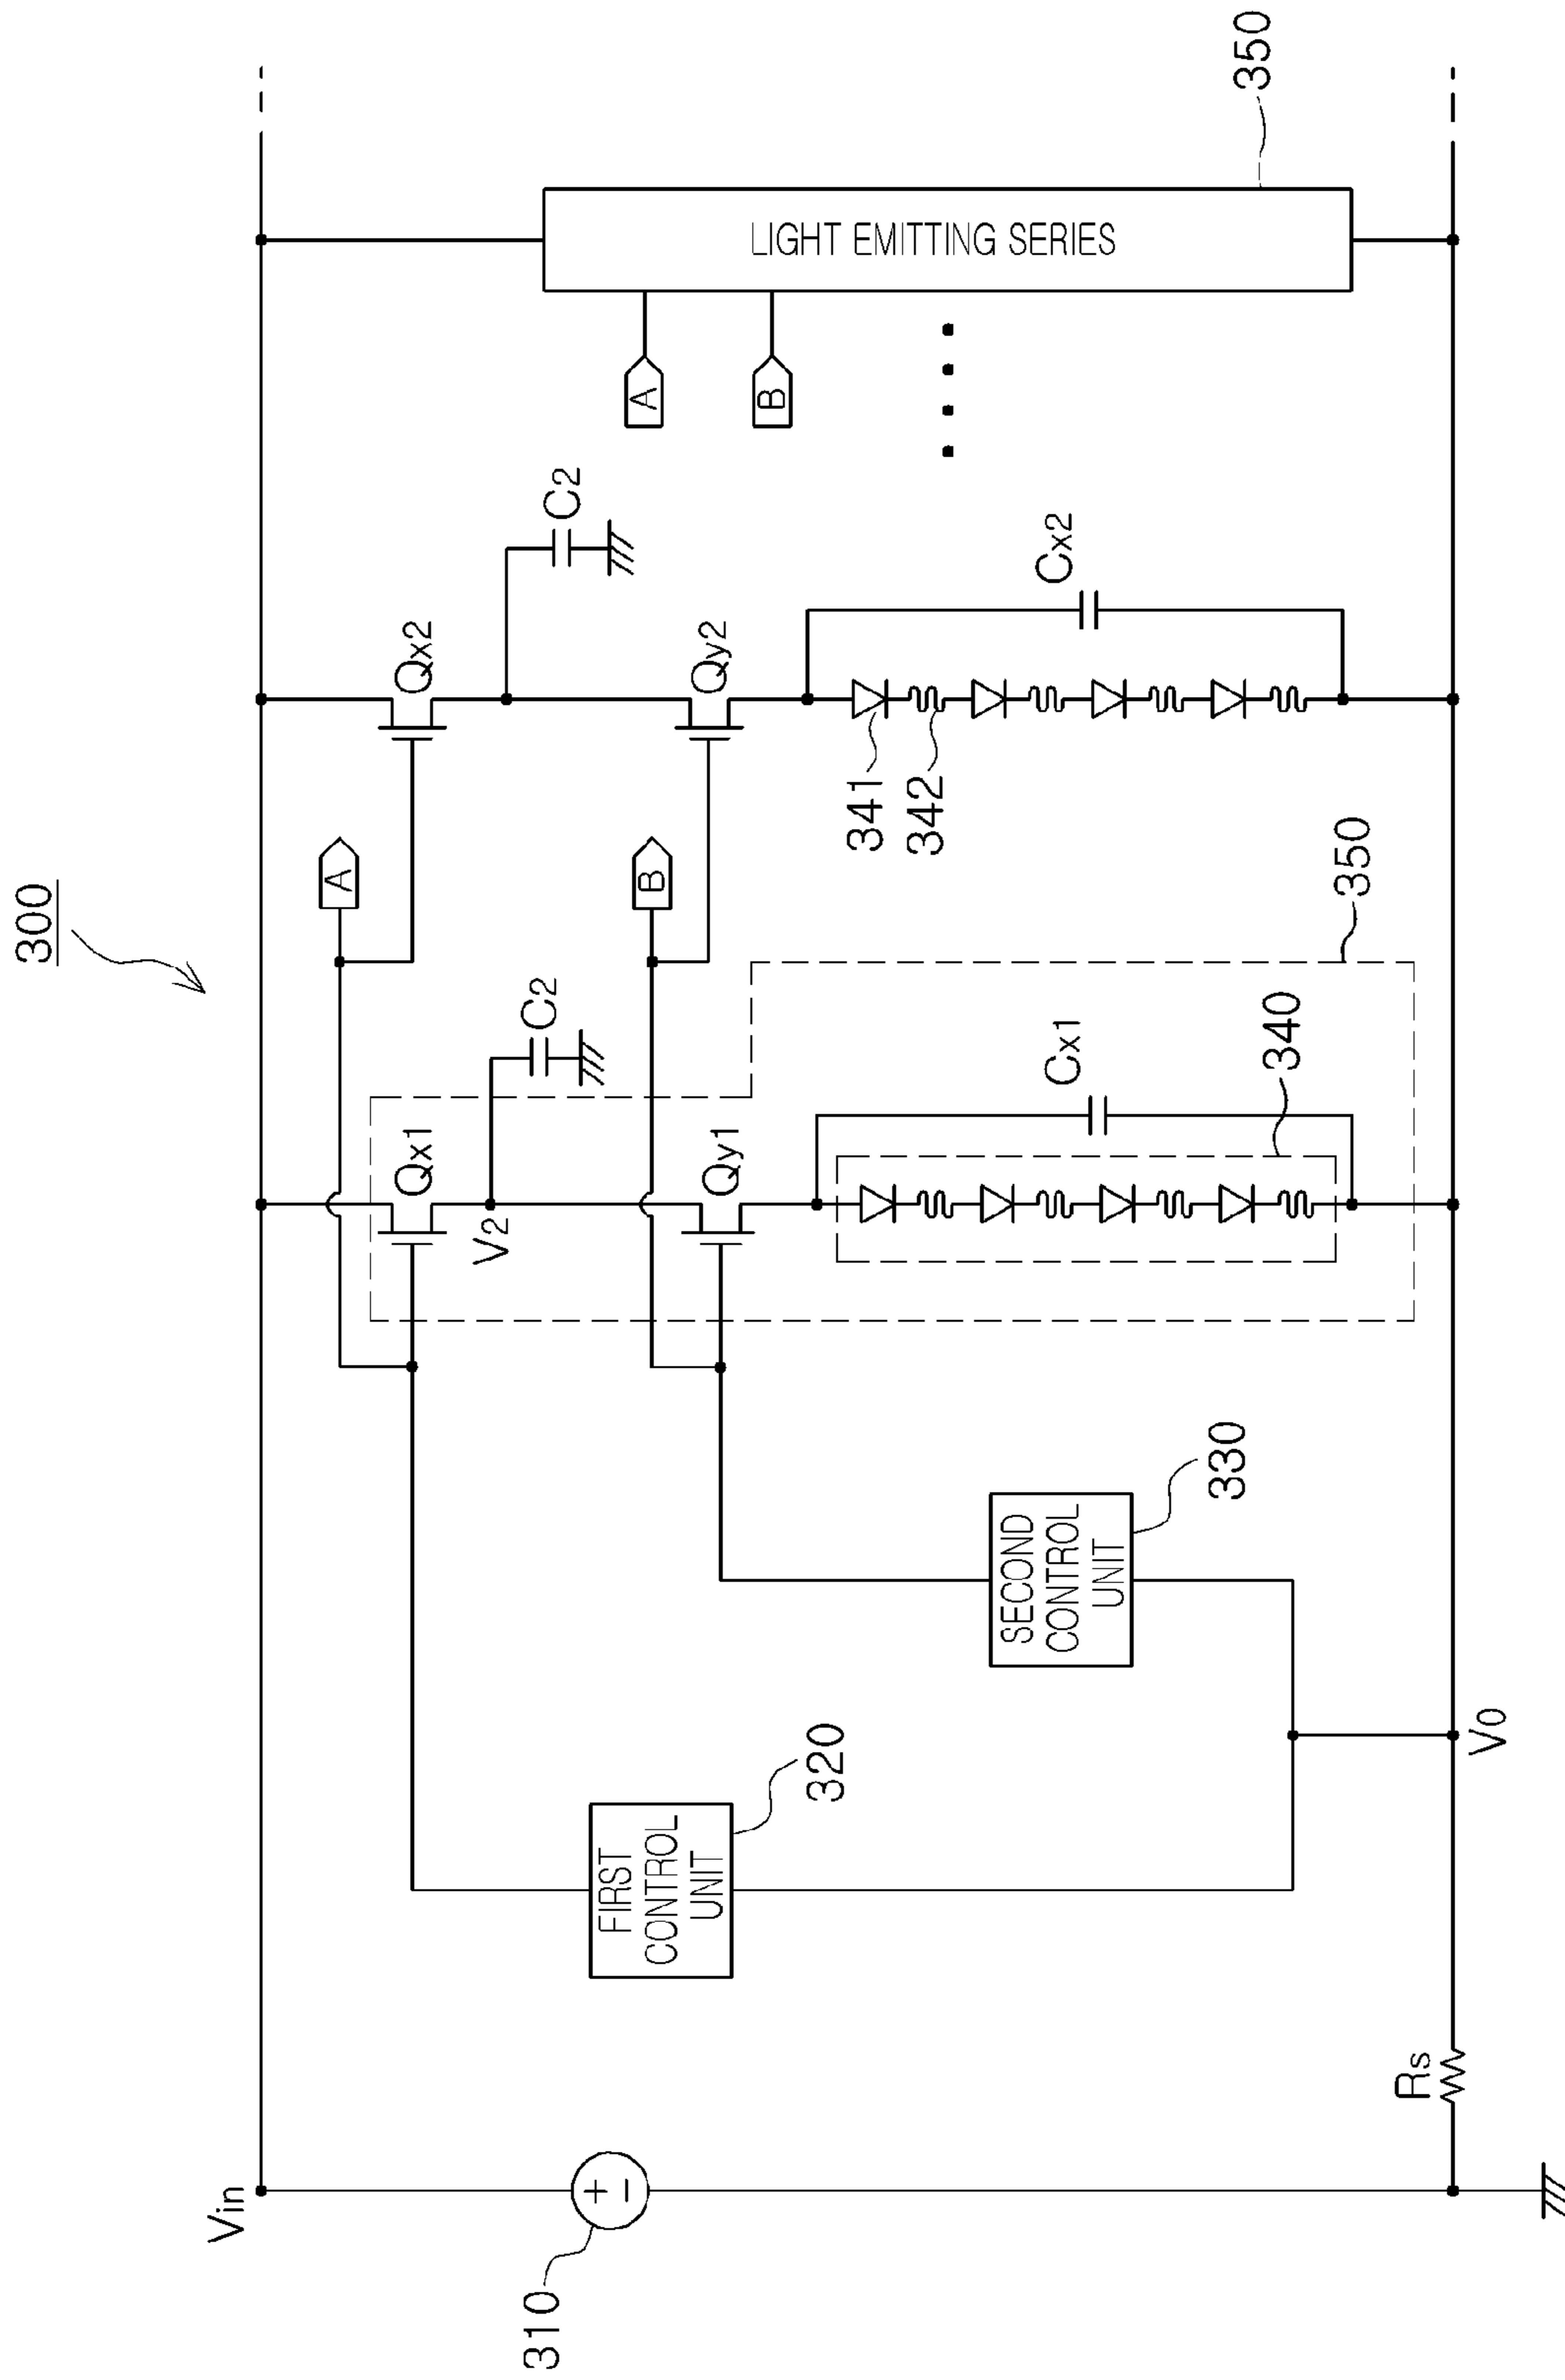 300
Vin
310
FIRST
CONTROL
UNIT
320
SECOND
CONTROL
UNIT
330
Rs
V0
A
B
Qx1
V2
C2
Qy1
Cx1
340
350
Qx2
C2
Qy2
341
342
Cx2
A
B
LIGHT EMITTING SERIES
350